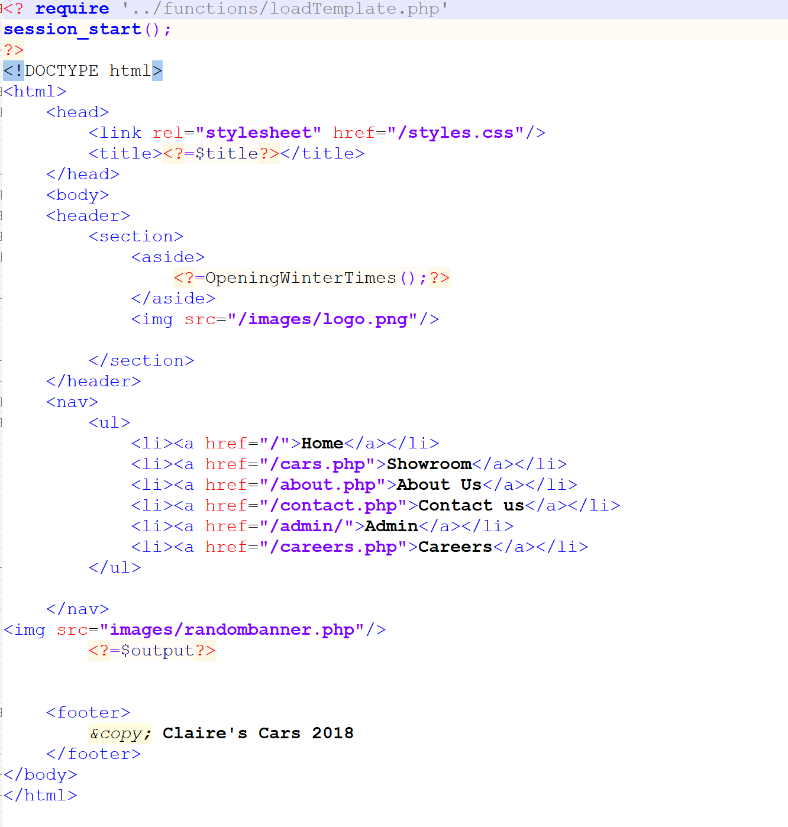 <? require '../functions/loadTemplate.php'
session_start();
?>
<!DOCTYPE html>
<html>
    <head>
        <link rel="stylesheet" href="/styles.css"/>
        <title><?=$title?></title>
    </head>
    <body>
    <header>
        <section>
            <aside>
                <?=OpeningWinterTimes();?>
            </aside>
            <img src="/images/logo.png"/>

        </section>
    </header>
    <nav>
        <ul>
            <li><a href="/">Home</a></li>
            <li><a href="/cars.php">Showroom</a></li>
            <li><a href="/about.php">About Us</a></li>
            <li><a href="/contact.php">Contact us</a></li>
            <li><a href="/admin/">Admin</a></li>
            <li><a href="/careers.php">Careers</a></li>
        </ul>

    </nav>
<img src="images/randombanner.php"/>
        <?=$output?>


    <footer>
        &copy; Claire's Cars 2018
    </footer>
</body>
</html>